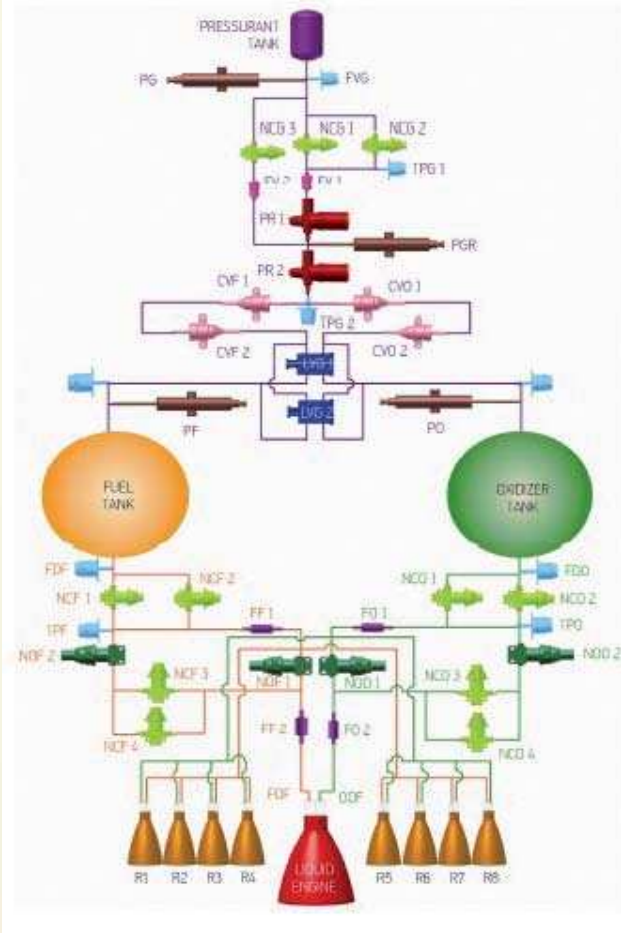 PRESSURANT
TANK
PG
FVG
NCG 3
NCG 1
NCG 2
TPG 1
PR 1
PGR
PR 2
CVF 1
CVO 1
TPG 2
CVF 2
CVO 2
LVG 1
LVG 2
PF
PO
FUEL
TANK
OXIDIZER
TANK
FDF
NCF 2
NCO 1
FDO
NCF 1
NCO 2
FF 1
FO 1
TPF
TPO
NOF 2
NCF 3
NOF 1
NOO 1
NCO 3
NOO 2
FF 2
FO 2
NCF 4
NCO 4
R1
R2
R3
R4
LIQUID
ENGINE
R5
R6
R7
R8